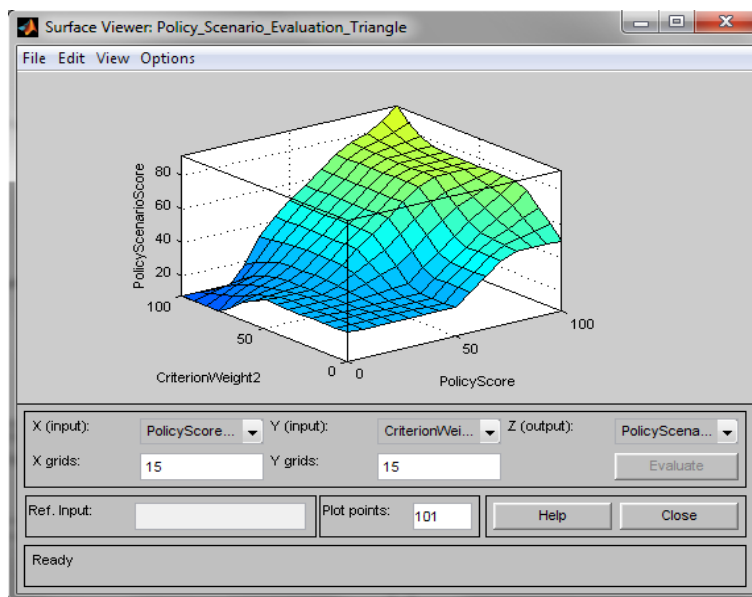 Surface Viewer: Policy_Scenario_Evaluation_Triangle
File Edit View Options
PolicyScenarioScore
80
60
40
20
100
50
0
CriterionWeight2
0
50
100
PolicyScore
X (input):
PolicyScore...
Y (input):
CriterionWei...
Z (output):
PolicyScena...
X grids:
15
Y grids:
15
Evaluate
Ref. Input:
Plot points:
101
Help
Close
Ready